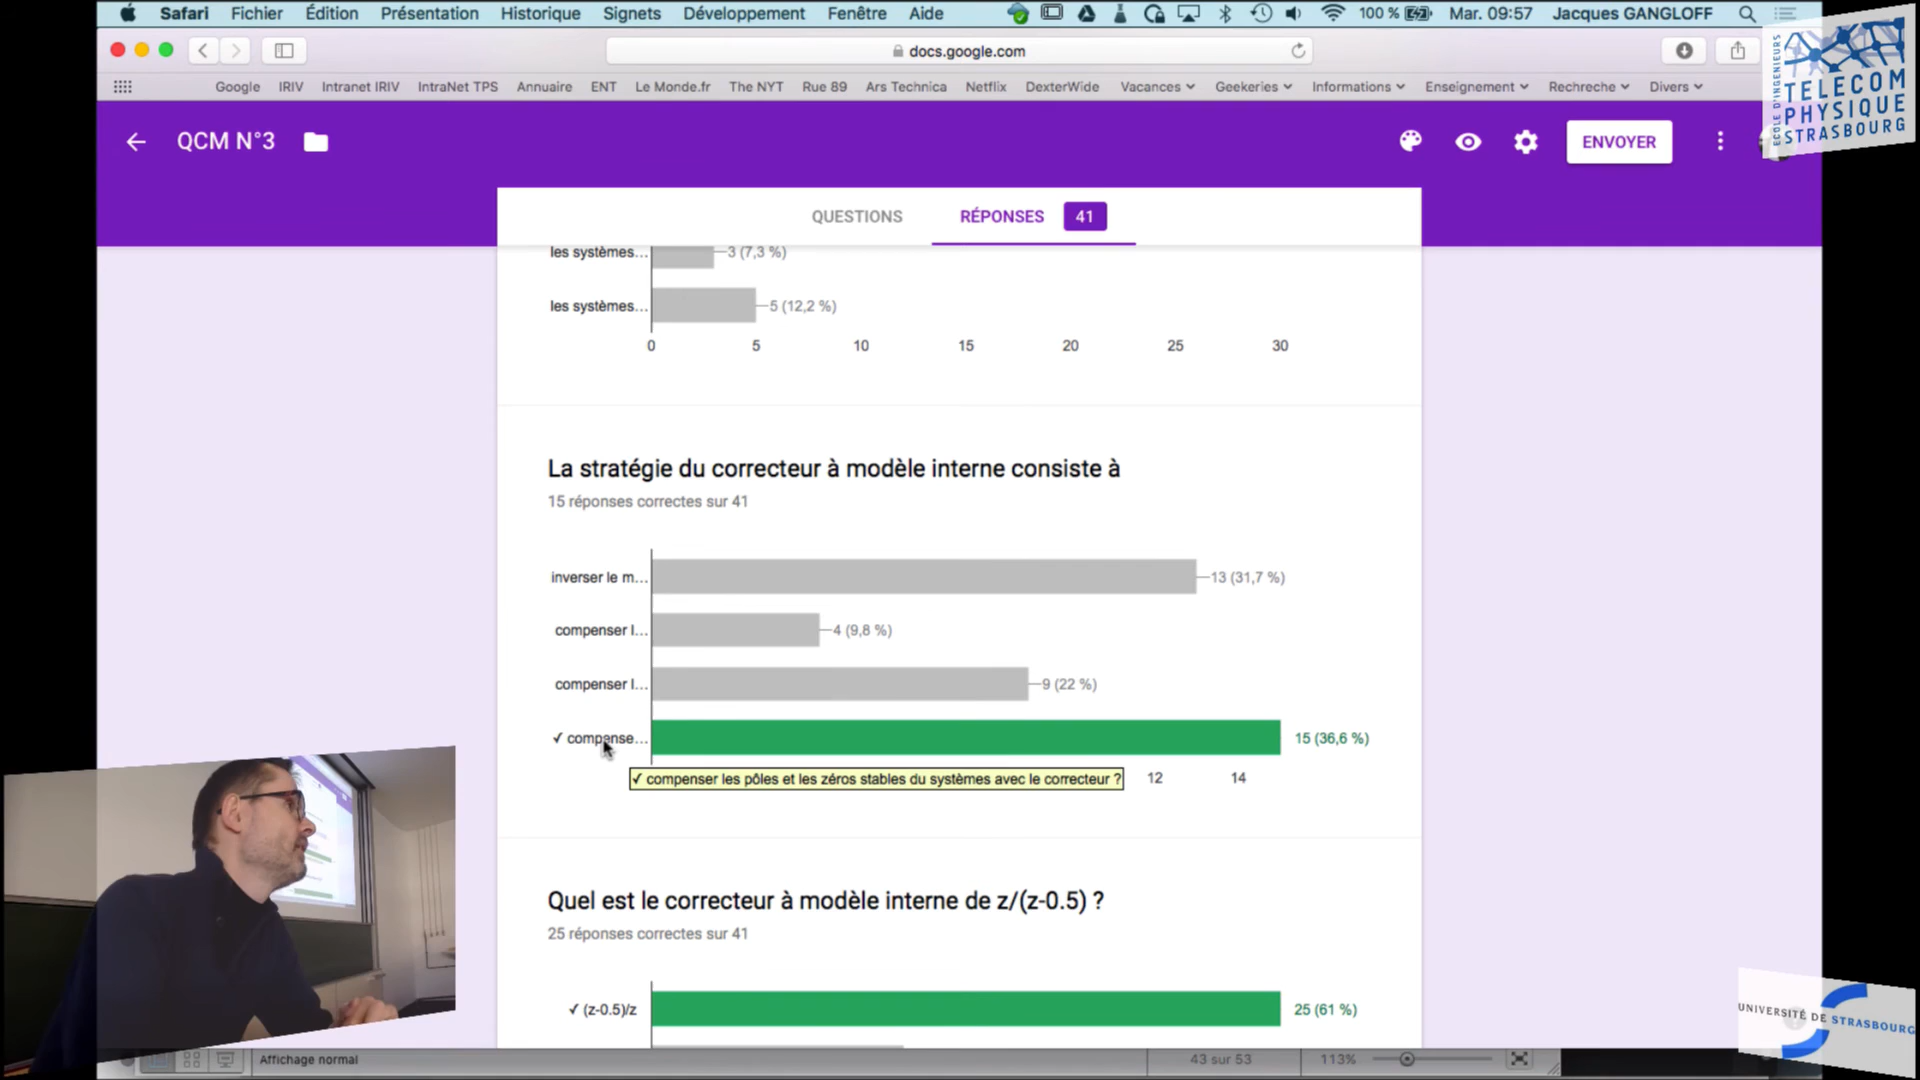 Safari Fichier Édition Présentation Historique Signets Développement Fenêtre Aide 100 % Mar. 09:57 Jacques GANGLOFF
docs.google.com
Google IRIV Intranet IRIV IntraNet TPS Annuaire ENT Le Monde.fr The NYT Rue 89 Ars Technica Netflix DexterWide Vacances Geekeries Informations Enseignement Rechreche Divers
ECOLE D'INGENIEURS
TELECOM
PHYSIQUE
STRASBOURG
QCM N°3
ENVOYER
QUESTIONS RÉPONSES 41
les systèmes... 3 (7,3 %)
les systèmes... 5 (12,2 %)
0 5 10 15 20 25 30
La stratégie du correcteur à modèle interne consiste à
15 réponses correctes sur 41
inverser le m... 13 (31,7 %)
compenser l... 4 (9,8 %)
compenser l... 9 (22 %)
✓ compense... 15 (36,6 %)
✓ compenser les pôles et les zéros stables du systèmes avec le correcteur ? 12 14
Quel est le correcteur à modèle interne de z/(z-0.5) ?
25 réponses correctes sur 41
✓ (z-0.5)/z 25 (61 %)
UNIVERSITÉ DE STRASBOURG
Affichage normal 43 sur 53 113%